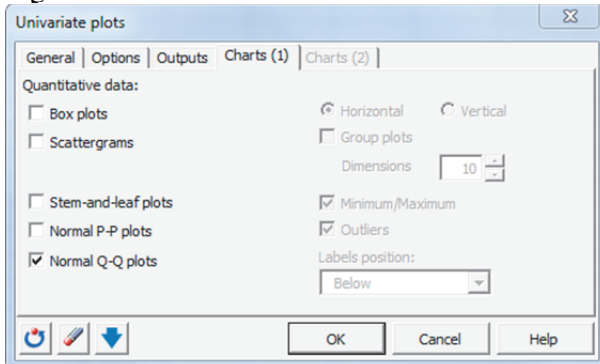 Univariate plots
General Options Outputs Charts (1) Charts (2)
Quantitative data:
Box plots Horizontal Vertical
Scattergrams Group plots
Dimensions 10
Stem-and-leaf plots Minimum/Maximum
Normal P-P plots Outliers
Normal Q-Q plots Labels position:
Below
OK Cancel Help